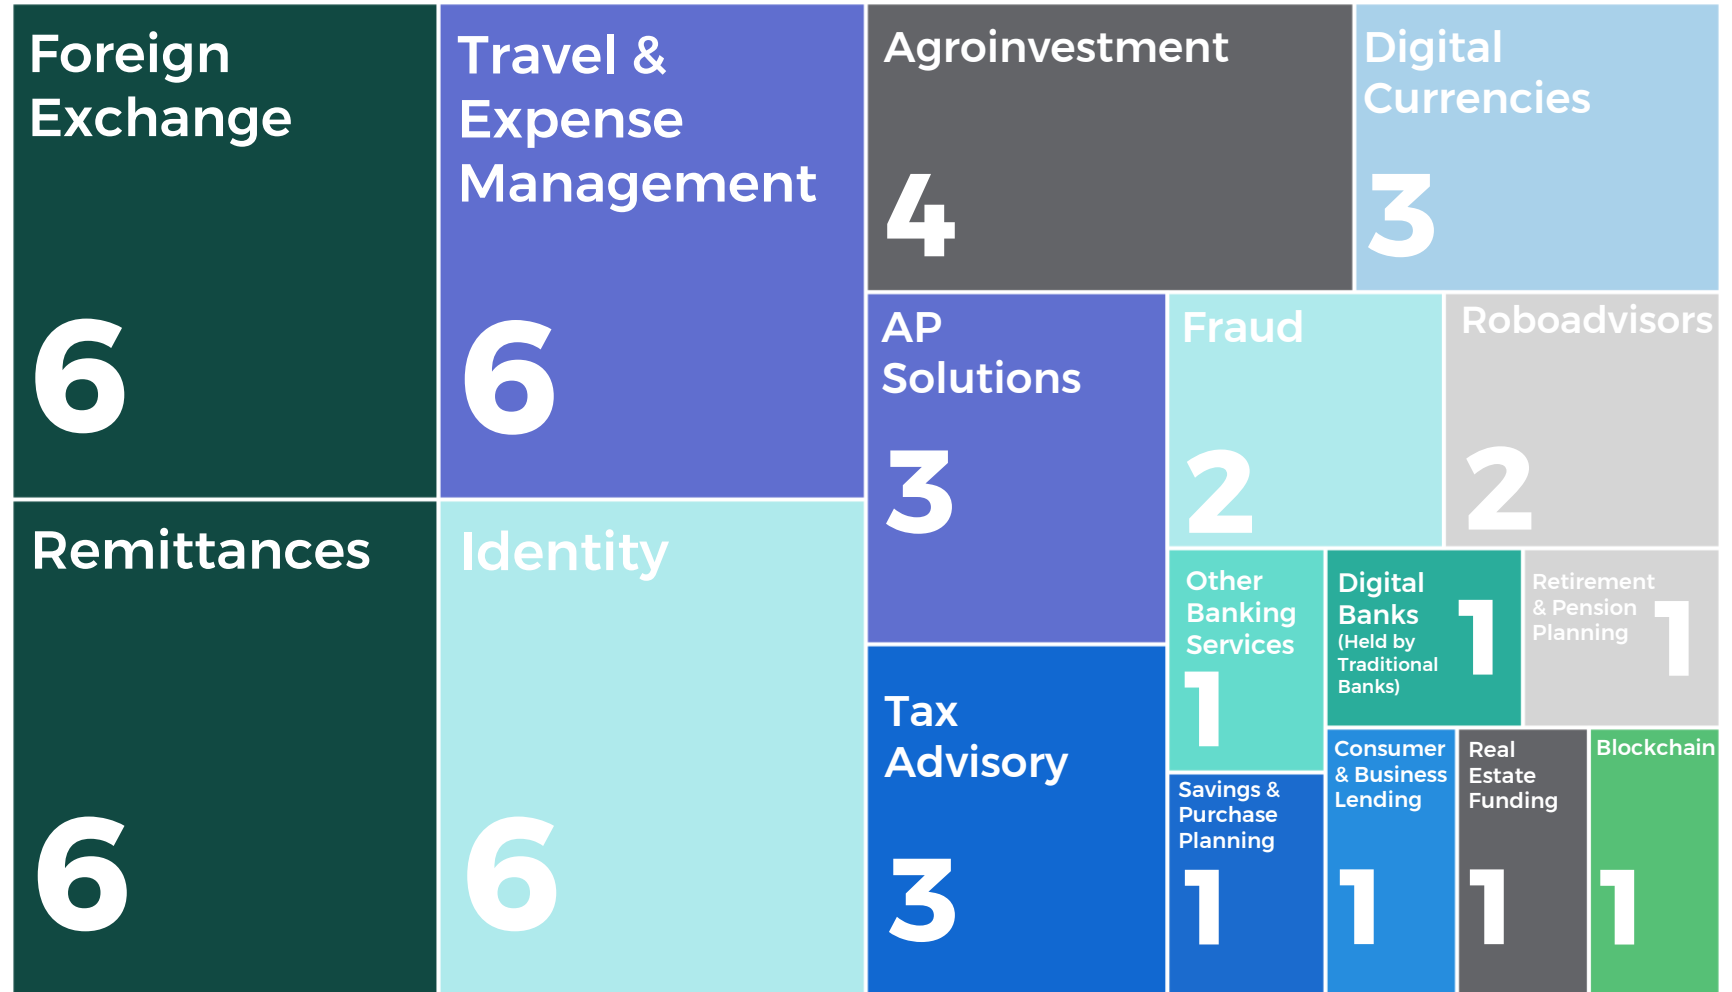 Foreign
Exchange
6
Travel &
Expense
Management
6
Agroinvestment
4
Digital
Currencies
3
Remittances
6
Identity
6
AP
Solutions
3
Fraud
2
Roboadvisors
2
Tax
Advisory
3
Other
Banking
Services
1
Digital
Banks
(Held by
Traditional
Banks)
1
Retirement
& Pension
Planning
1
Savings &
Purchase
Planning
1
Consumer
& Business
Lending
1
Real
Estate
Funding
1
Blockchain
1